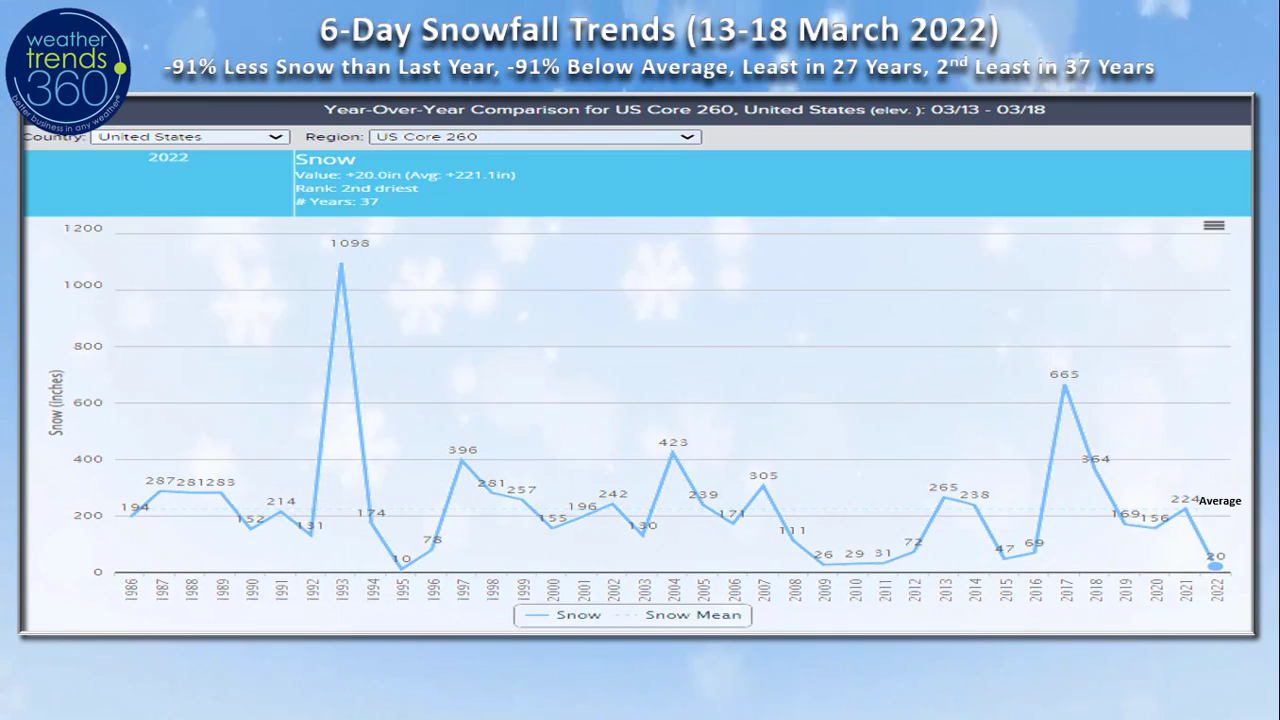 6-Day Snowfall Trends (13-18 March 2022)
-91% Less Snow than Last Year, -91% Below Average, Least in 27 Years, 2nd Least in 37 Years
weather
trends
360
better business in any weather®
Year-Over-Year Comparison for US Core 260, United States (elev. ): 03/13 - 03/18
Country: United States Region: US Core 260
2022
Snow
Value: +20.0in (Avg: +221.1in)
Rank: 2nd driest
# Years: 37
Snow (inches)
1200
1000
800
600
400
200
0
194 287 281 283 152 214 131 1098 174 10 78 396 281 257 155 196 242 130 423 239 171 305 111 26 29 31 72 265 238 47 69 665 364 169 156 224 20
Average
1986 1987 1988 1989 1990 1991 1992 1993 1994 1995 1996 1997 1998 1999 2000 2001 2002 2003 2004 2005 2006 2007 2008 2009 2010 2011 2012 2013 2014 2015 2016 2017 2018 2019 2020 2021 2022
Snow Snow Mean